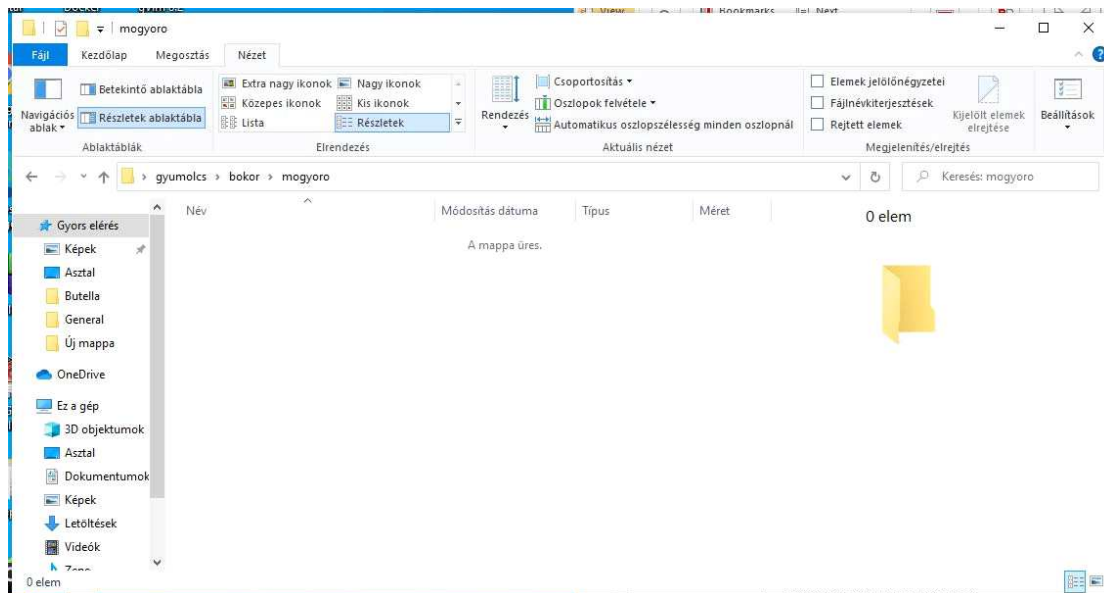 Docker
View
Bookmarks
Next
mogyoro
Fájl Kezdőlap Megosztás Nézet
Navigációs ablak
Betekintő ablaktábla
Részletek ablaktábla
Ablaktáblák
Extra nagy ikonok Nagy ikonok
Közepes ikonok Kis ikonok
Lista Részletek
Elrendezés
Rendezés
Csoportosítás
Oszlopok felvétele
Automatikus oszlopszélesség minden oszlopnál
Aktuális nézet
Elemek jelölőnégyzetei
Fájlnévkiterjesztések
Rejtett elemek
Kijelölt elemek
elrejtése
Megjelenítés/elrejtés
Beállítások
gyumolcs > bokor > mogyoro
Keresés: mogyoro
Név Módosítás dátuma Típus Méret
A mappa üres.
0 elem
Gyors elérés
Képek
Asztal
Butella
General
Új mappa
OneDrive
Ez a gép
3D objektumok
Asztal
Dokumentumok
Képek
Letöltések
Videók
0 elem